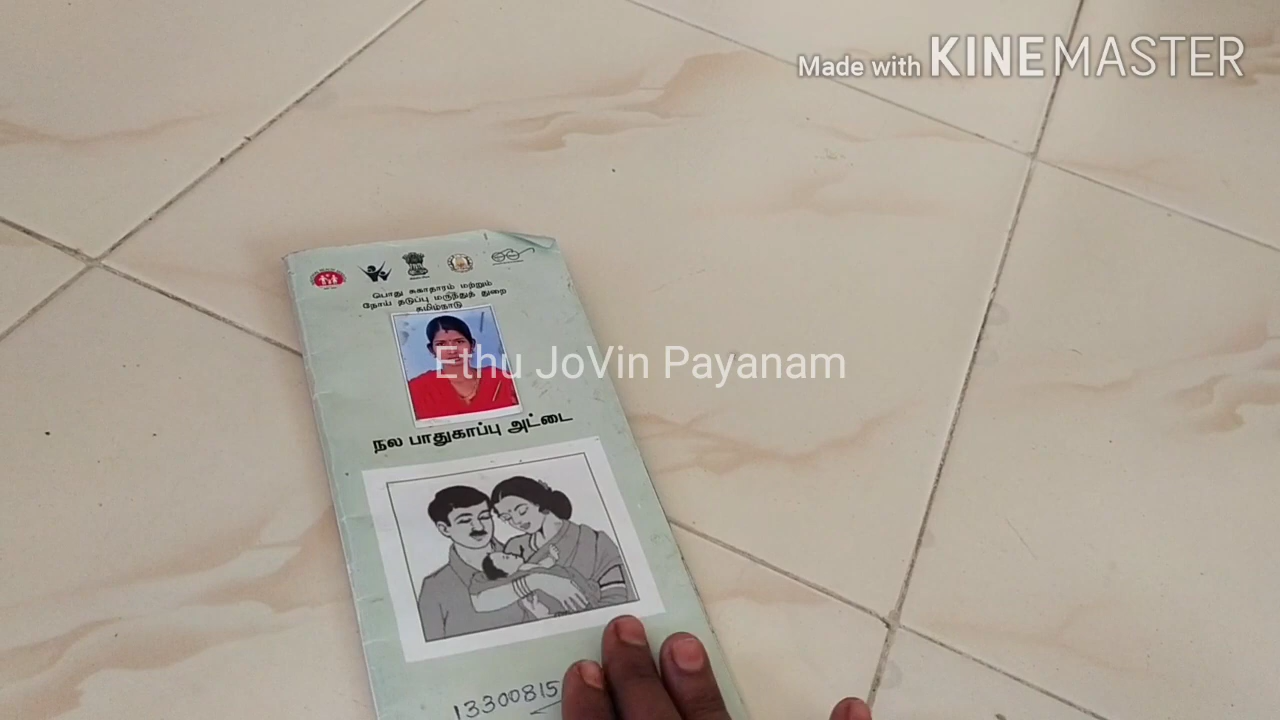 Made with KINEMASTER
பொது சுகாதாரம் மற்றும்
நோய் தடுப்பு மருந்துத் துறை
தமிழ்நாடு
Ethu JoVin Payanam
நல பாதுகாப்பு அட்டை
13300815